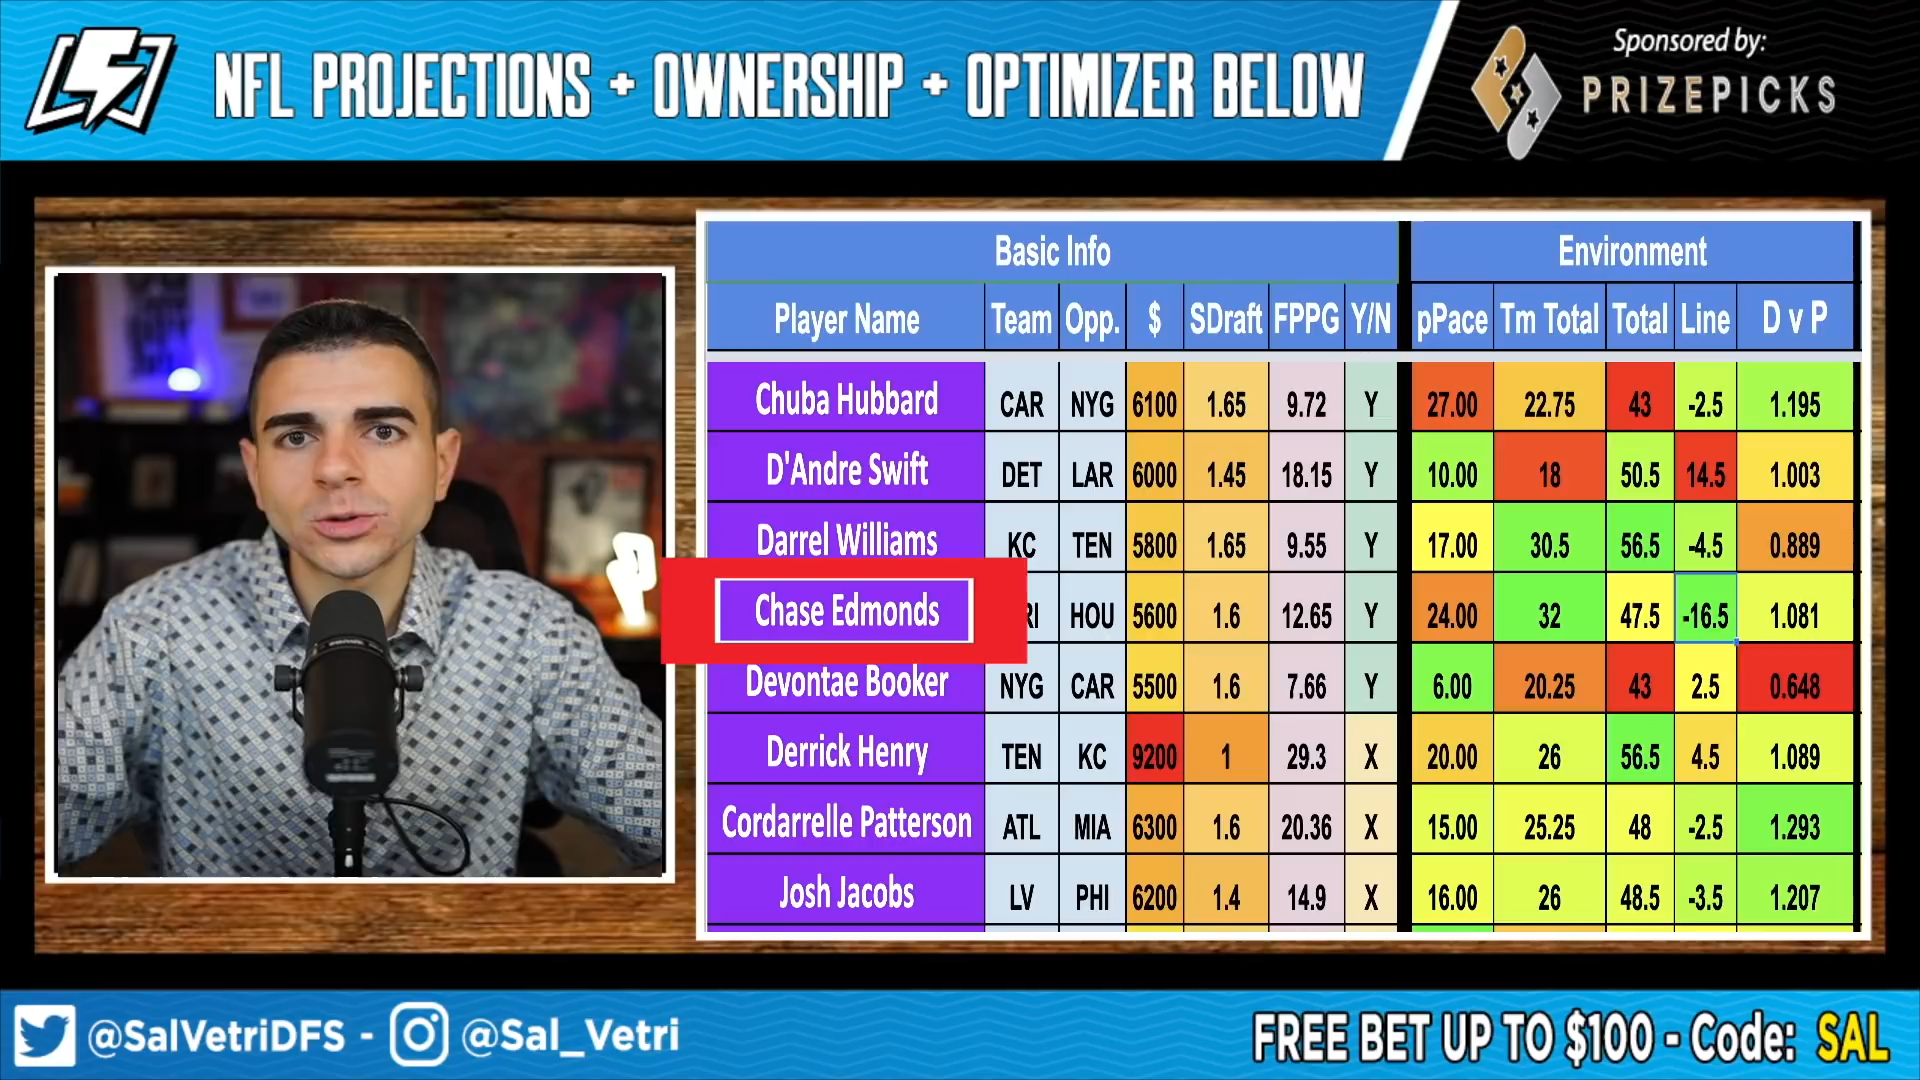 NFL PROJECTIONS + OWNERSHIP + OPTIMIZER BELOW
Sponsored by:
PRIZEPICKS
Basic Info Environment
Player Name Team Opp. $ SDraft FPPG Y/N pPace Tm Total Total Line D v P
Chuba Hubbard CAR NYG 6100 1.65 9.72 Y 27.00 22.75 43 -2.5 1.195
D'Andre Swift DET LAR 6000 1.45 18.15 Y 10.00 18 50.5 14.5 1.003
Darrel Williams KC TEN 5800 1.65 9.55 Y 17.00 30.5 56.5 -4.5 0.889
Chase Edmonds RI HOU 5600 1.6 12.65 Y 24.00 32 47.5 -16.5 1.081
Devontae Booker NYG CAR 5500 1.6 7.66 Y 6.00 20.25 43 2.5 0.648
Derrick Henry TEN KC 9200 1 29.3 X 20.00 26 56.5 4.5 1.089
Cordarrelle Patterson ATL MIA 6300 1.6 20.36 X 15.00 25.25 48 -2.5 1.293
Josh Jacobs LV PHI 6200 1.4 14.9 X 16.00 26 48.5 -3.5 1.207
@SalVetriDFS - @Sal_Vetri
FREE BET UP TO $100 - Code: SAL